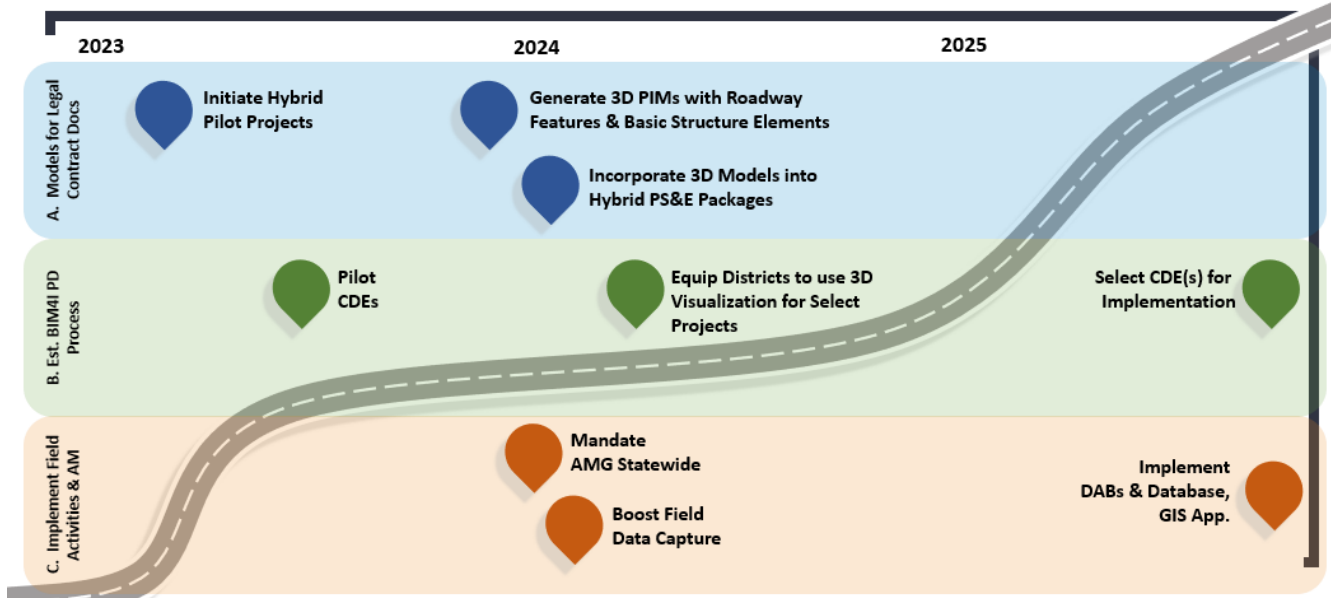 2023
2024
2025
A. Models for Legal
Contract Docs
Initiate Hybrid
Pilot Projects
Generate 3D PIMs with Roadway
Features & Basic Structure Elements
Incorporate 3D Models into
Hybrid PS&E Packages
B. Est. BIM4I PD
Process
Pilot
CDEs
Equip Districts to use 3D
Visualization for Select
Projects
Select CDE(s) for
Implementation
C. Implement Field
Activities & AM
Mandate
AMG Statewide
Boost Field
Data Capture
Implement
DABs & Database,
GIS App.